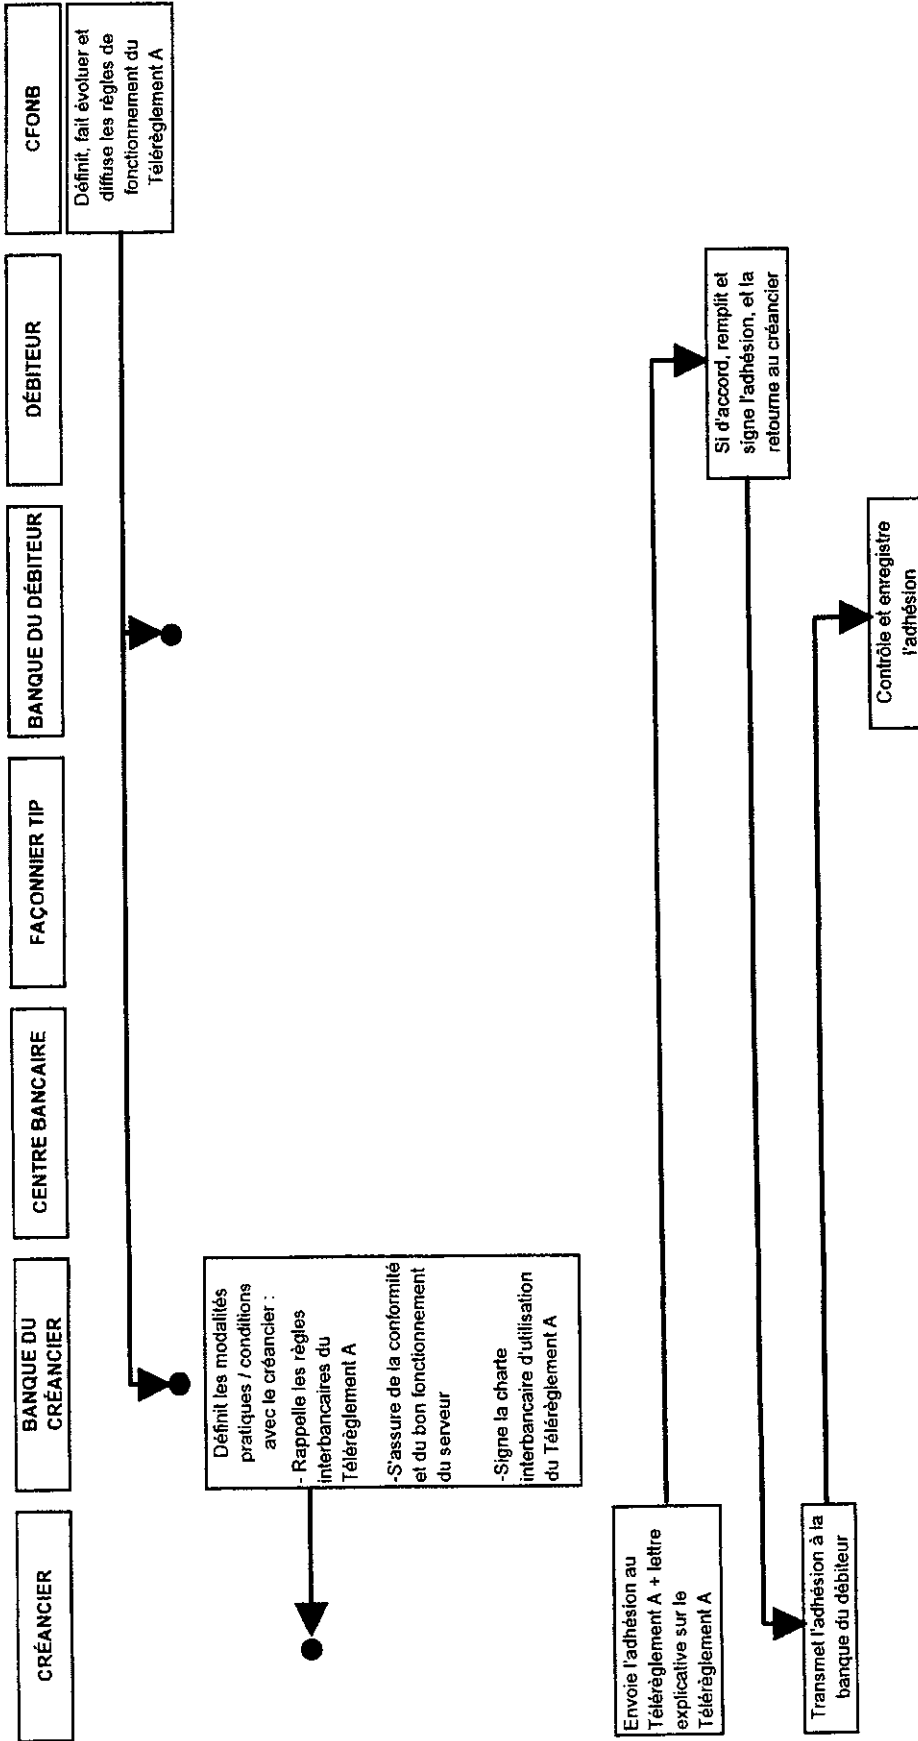 CRÉANCIER
BANQUE DU
CRÉANCIER
CENTRE BANCAIRE
FAÇONNIER TIP
BANQUE DU DÉBITEUR
DÉBITEUR
CFONB
Définit, fait évoluer et
diffuse les règles de
fonctionnement du
Télérèglement A
Définit les modalités
pratiques / conditions
avec le créancier :
- Rappelle les règles
interbancaires du
Télérèglement A
-S'assure de la conformité
et du bon fonctionnement
du serveur
-Signe la charte
interbancaire d'utilisation
du Télérèglement A
Envoie l'adhésion au
Télérèglement A + lettre
explicative sur le
Télérèglement A
Si d'accord, remplit et
signe l'adhésion, et la
retourne au créancier
Transmet l'adhésion à la
banque du débiteur
Contrôle et enregistre
l'adhésion